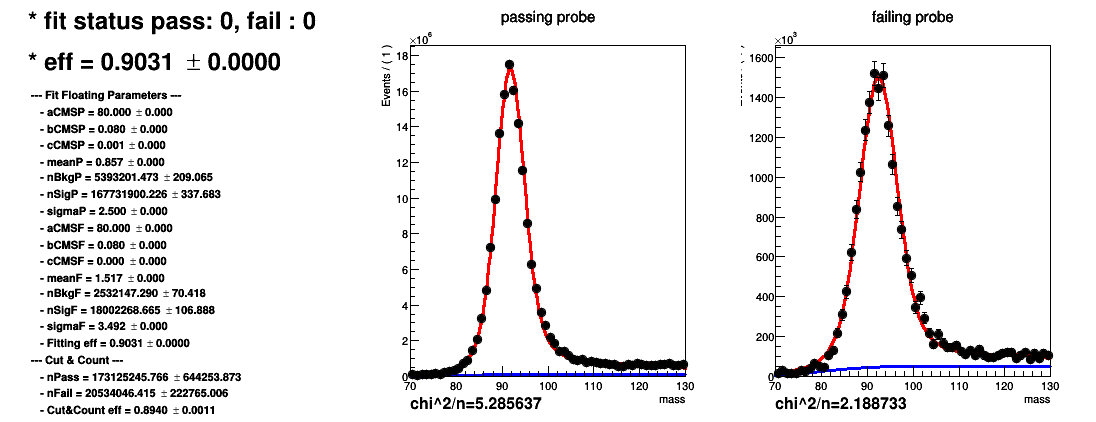 * fit status pass: 0, fail : 0
* eff = 0.9031 ± 0.0000
--- Fit Floating Parameters ---
- aCMSP = 80.000 ± 0.000
- bCMSP = 0.080 ± 0.000
- cCMSP = 0.001 ± 0.000
- meanP = 0.857 ± 0.000
- nBkgP = 5393201.473 ± 209.065
- nSigP = 167731900.226 ± 337.683
- sigmaP = 2.500 ± 0.000
- aCMSF = 80.000 ± 0.000
- bCMSF = 0.080 ± 0.000
- cCMSF = 0.000 ± 0.000
- meanF = 1.517 ± 0.000
- nBkgF = 2532147.290 ± 70.418
- nSigF = 18002268.665 ± 106.888
- sigmaF = 3.492 ± 0.000
- Fitting eff = 0.9031 ± 0.0000
--- Cut & Count ---
- nPass = 173125245.766 ± 644253.873
- nFail = 20534046.415 ± 222765.006
- Cut&Count eff = 0.8940 ± 0.0011
passing probe
×10^6
Events / ( 1 )
18
16
14
12
10
8
6
4
2
0
70 80 90 100 110 120 130
mass
chi^2/n=5.285637
failing probe
×10^3
1600
1400
1200
1000
800
600
400
200
0
70 80 90 100 110 120 130
mass
chi^2/n=2.188733